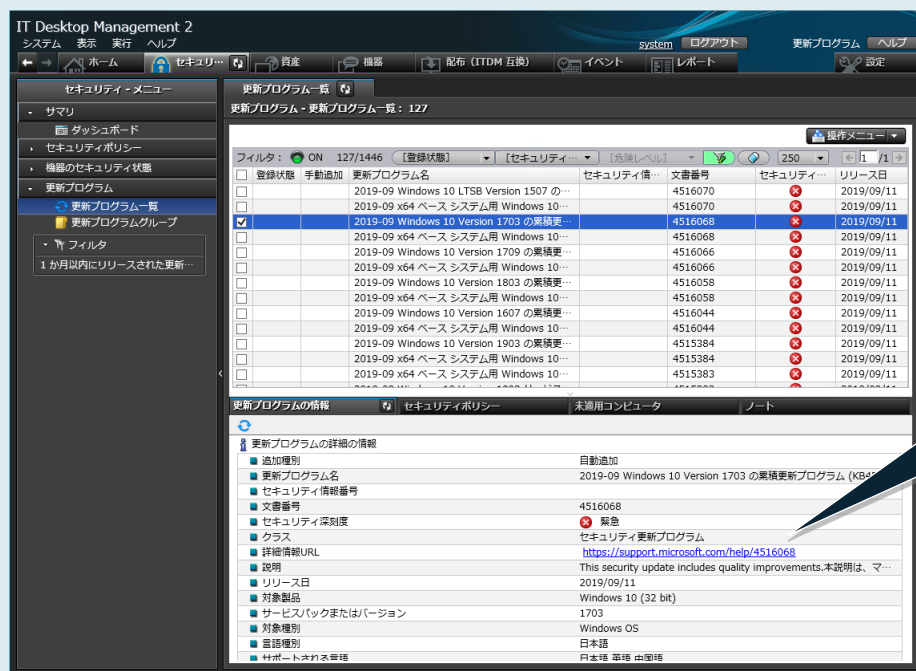 IT Desktop Management 2
システム 表示 実行 ヘルプ
system ログアウト 更新プログラム ヘルプ
ホーム セキュリ… 資産 機器 配布 (ITDM 互換) イベント レポート 設定
セキュリティ - メニュー
サマリ
ダッシュボード
セキュリティポリシー
機器のセキュリティ状態
更新プログラム
更新プログラム一覧
更新プログラムグループ
フィルタ
1 か月以内にリリースされた更新…
更新プログラム一覧
更新プログラム - 更新プログラム一覧： 127
操作メニュー
フィルタ： ON 127/1446 [登録状態] [セキュリティ… [危険レベル] 250 1 /1
登録状態 手動追加 更新プログラム名 セキュリティ情… 文書番号 セキュリティ… リリース日
2019-09 Windows 10 LTSB Version 1507 の… 4516070 2019/09/11
2019-09 x64 ベース システム用 Windows 10… 4516070 2019/09/11
2019-09 Windows 10 Version 1703 の累積更… 4516068 2019/09/11
2019-09 x64 ベース システム用 Windows 10… 4516068 2019/09/11
2019-09 Windows 10 Version 1709 の累積更… 4516066 2019/09/11
2019-09 x64 ベース システム用 Windows 10… 4516066 2019/09/11
2019-09 Windows 10 Version 1803 の累積更… 4516058 2019/09/11
2019-09 x64 ベース システム用 Windows 10… 4516058 2019/09/11
2019-09 Windows 10 Version 1607 の累積更… 4516044 2019/09/11
2019-09 x64 ベース システム用 Windows 10… 4516044 2019/09/11
2019-09 Windows 10 Version 1903 の累積更… 4515384 2019/09/11
2019-09 x64 ベース システム用 Windows 10… 4515384 2019/09/11
2019-09 x64 ベース システム用 Windows 10… 4515383 2019/09/11
更新プログラムの情報 セキュリティポリシー 未適用コンピュータ ノート
更新プログラムの詳細の情報
追加種別 自動追加
更新プログラム名 2019-09 Windows 10 Version 1703 の累積更新プログラム
セキュリティ情報番号
文書番号 4516068
セキュリティ深刻度 緊急
クラス セキュリティ更新プログラム
詳細情報URL https://support.microsoft.com/help/4516068
説明 This security update includes quality improvements.本説明は、マ…
リリース日 2019/09/11
対象製品 Windows 10 (32 bit)
サービスパックまたはバージョン 1703
対象種別 Windows OS
言語種別 日本語
サポートされる言語 日本語 英語 中国語